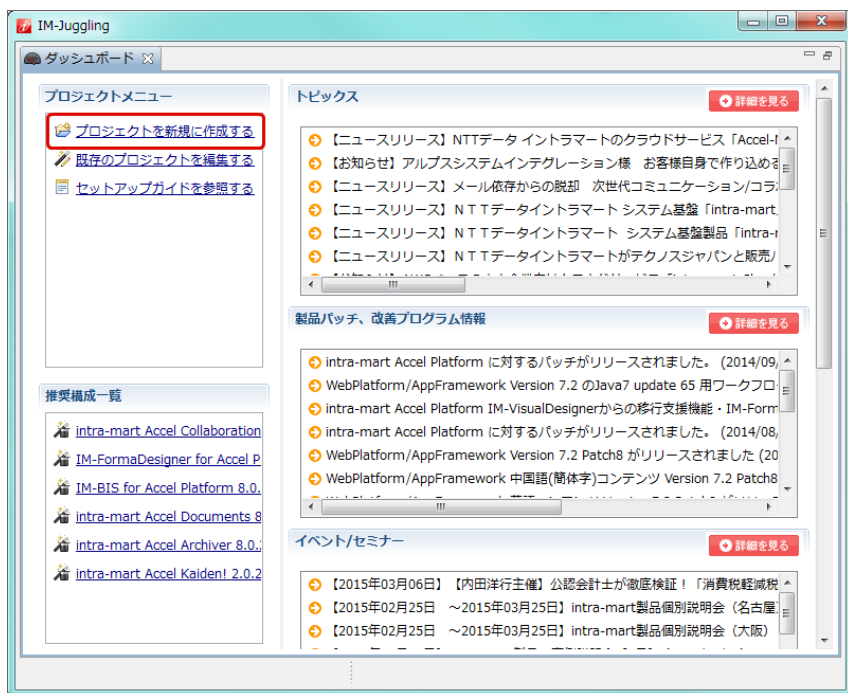 IM-Juggling
ダッシュボード
プロジェクトメニュー
プロジェクトを新規に作成する
既存のプロジェクトを編集する
セットアップガイドを参照する
推奨構成一覧
intra-mart Accel Collaboration
IM-FormaDesigner for Accel P
IM-BIS for Accel Platform 8.0.
intra-mart Accel Documents 8
intra-mart Accel Archiver 8.0.
intra-mart Accel Kaiden! 2.0.2
トピックス
詳細を見る
【ニュースリリース】NTTデータ イントラマートのクラウドサービス「Accel-
【お知らせ】アルプスシステムインテグレーション様 お客様自身で作り込める
【ニュースリリース】メール依存からの脱却 次世代コミュニケーション/コラ
【ニュースリリース】ＮＴＴデータイントラマート システム基盤「intra-mart
【ニュースリリース】ＮＴＴデータイントラマート システム基盤製品「intra-
【ニュースリリース】ＮＴＴデータイントラマートがテクノスジャパンと販売
製品パッチ、改善プログラム情報
詳細を見る
intra-mart Accel Platform に対するパッチがリリースされました。 (2014/09/
WebPlatform/AppFramework Version 7.2 のJava7 update 65 用ワークフロ
intra-mart Accel Platform IM-VisualDesignerからの移行支援機能・IM-Form
intra-mart Accel Platform に対するパッチがリリースされました。 (2014/08/
WebPlatform/AppFramework Version 7.2 Patch8 がリリースされました (20
WebPlatform/AppFramework 中国語(簡体字)コンテンツ Version 7.2 Patch8
イベント/セミナー
詳細を見る
【2015年03月06日】【内田洋行主催】公認会計士が徹底検証！「消費税軽減税
【2015年02月25日 ～2015年03月25日】intra-mart製品個別説明会（名古屋
【2015年02月25日 ～2015年03月25日】intra-mart製品個別説明会（大阪）